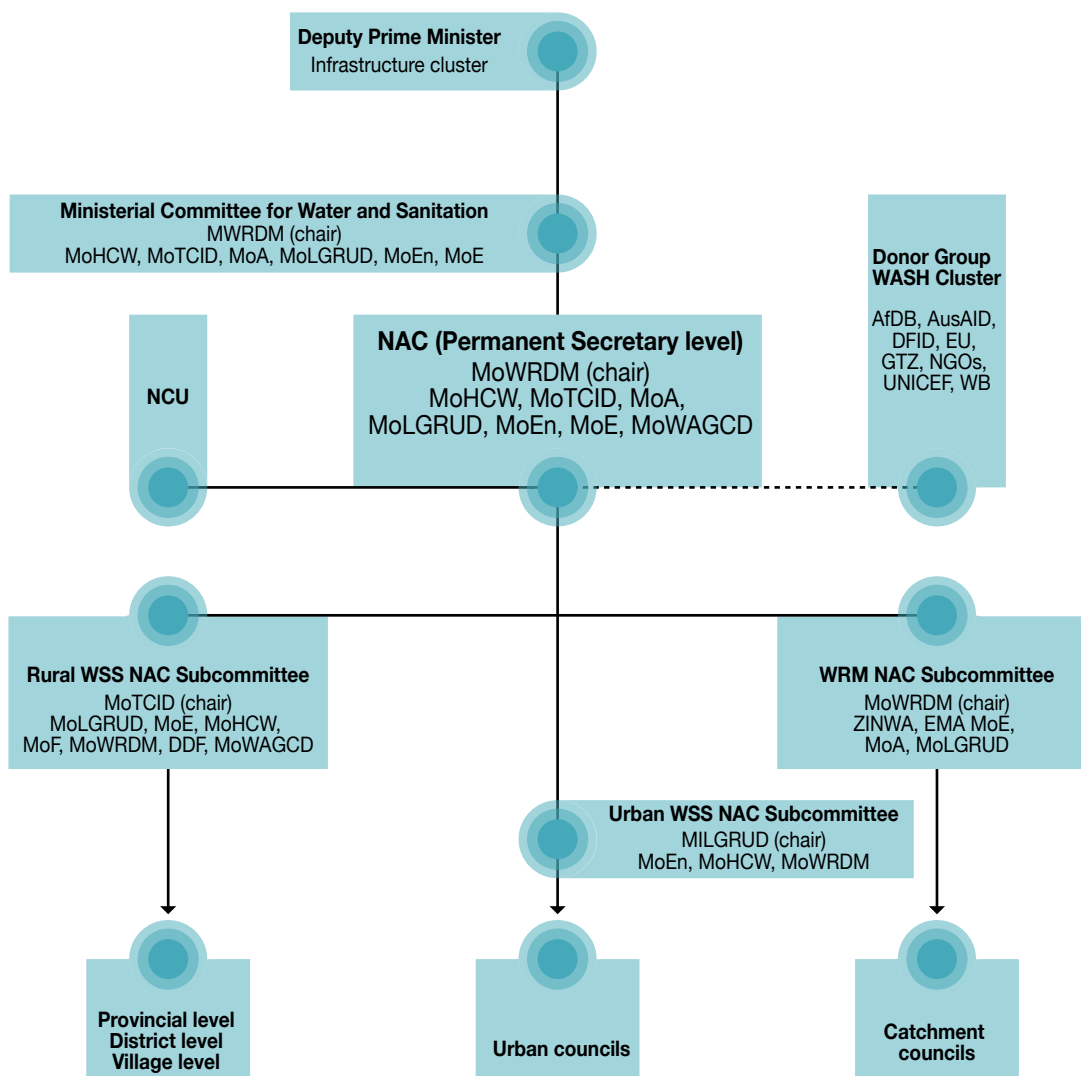 Deputy Prime Minister
Infrastructure cluster
Ministerial Committee for Water and Sanitation
MWRDM (chair)
MoHCW, MoTCID, MoA, MoLGRUD, MoEn, MoE
Donor Group
WASH Cluster
AfDB, AusAID,
DFID, EU,
GTZ, NGOs,
UNICEF, WB
NAC (Permanent Secretary level)
MoWRDM (chair)
MoHCW, MoTCID, MoA,
MoLGRUD, MoEn, MoE, MoWAGCD
NCU
Rural WSS NAC Subcommittee
MoTCID (chair)
MoLGRUD, MoE, MoHCW,
MoF, MoWRDM, DDF, MoWAGCD
WRM NAC Subcommittee
MoWRDM (chair)
ZINWA, EMA MoE,
MoA, MoLGRUD
Urban WSS NAC Subcommittee
MILGRUD (chair)
MoEn, MoHCW, MoWRDM
Provincial level
District level
Village level
Urban councils
Catchment
councils